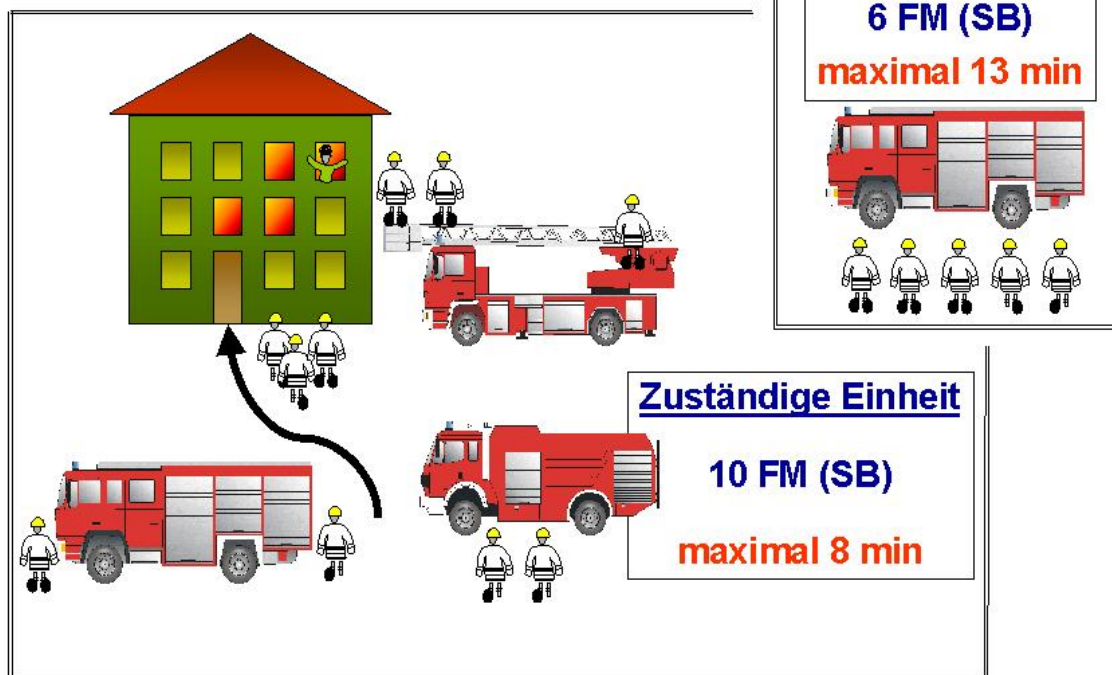 6 FM (SB)
maximal 13 min
Zuständige Einheit
10 FM (SB)
maximal 8 min